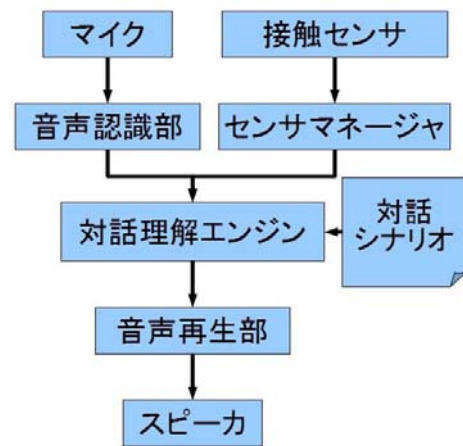 マイク
接触センサ
音声認識部
センサマネージャ
対話理解エンジン
対話
シナリオ
音声再生部
スピーカ